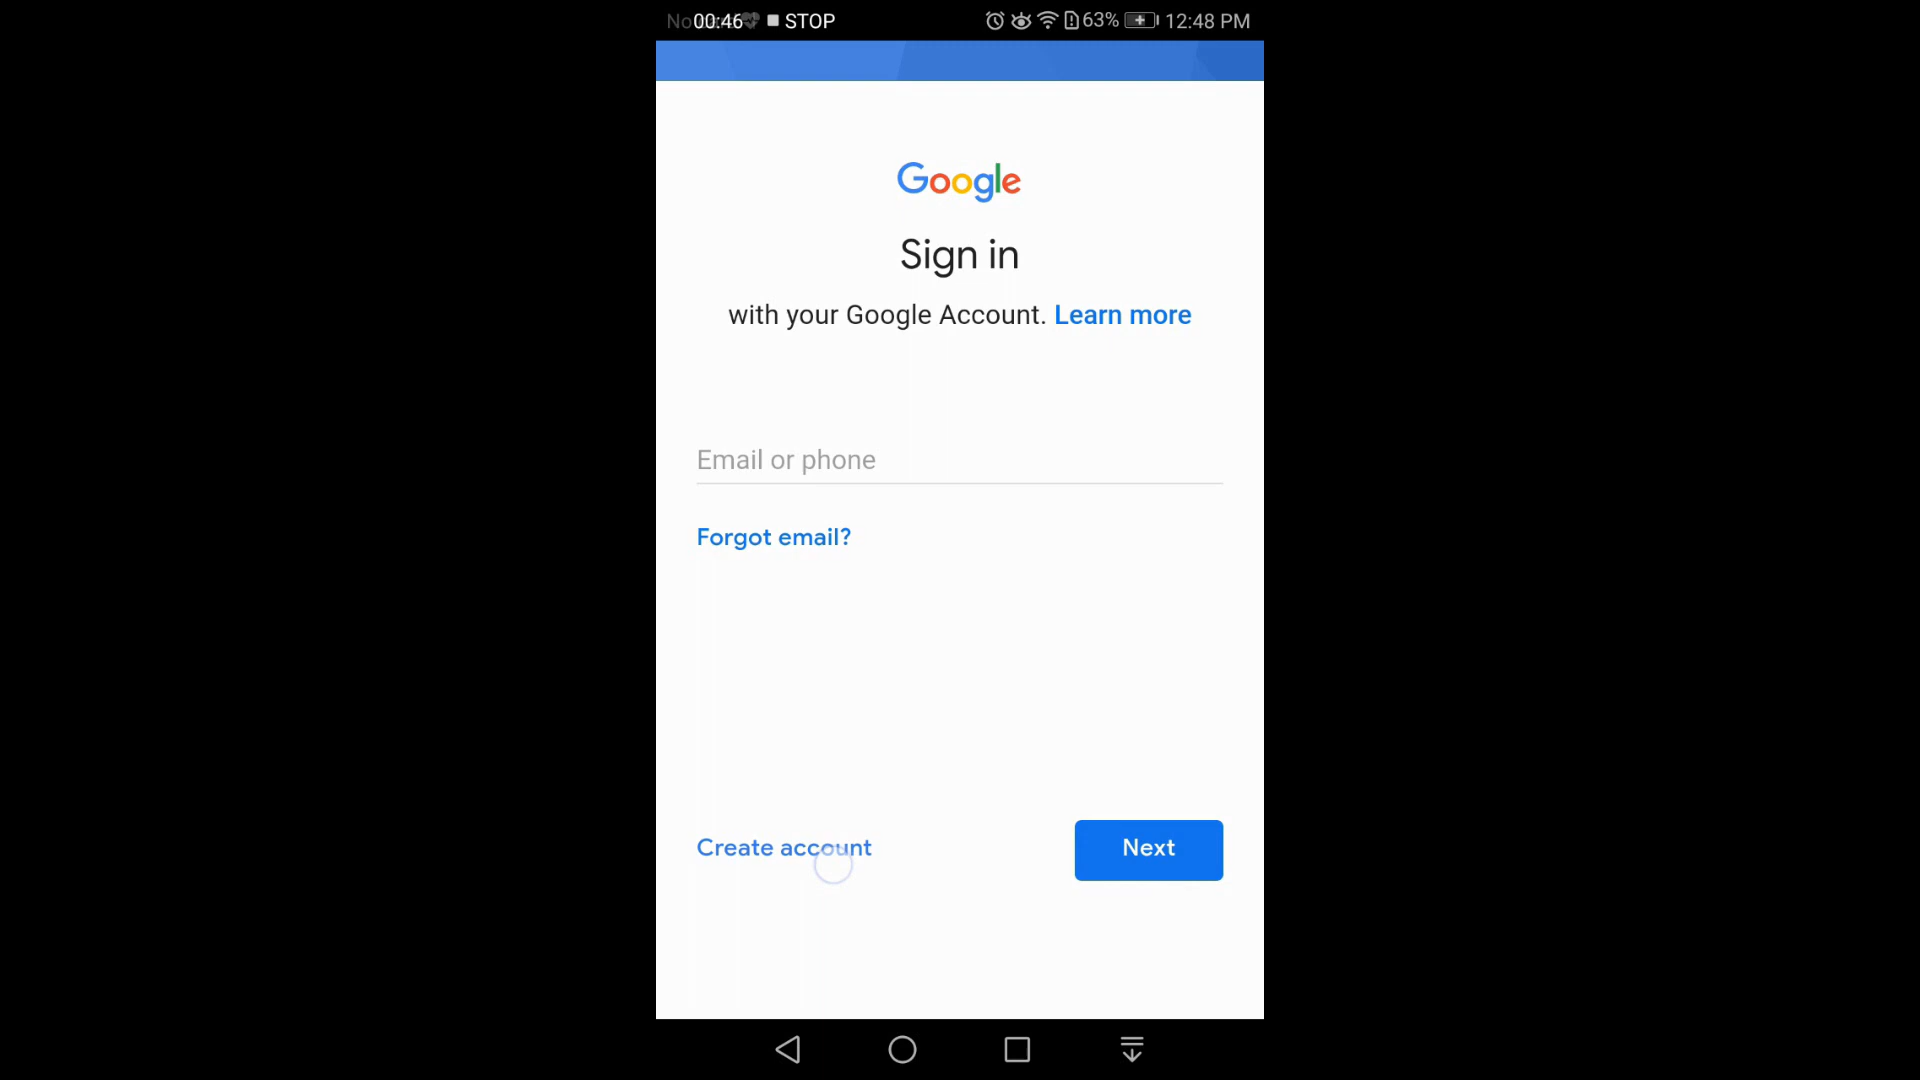 00:46 STOP 63% 12:48 PM
Google
Sign in
with your Google Account. Learn more
Email or phone
Forgot email?
Create account
Next